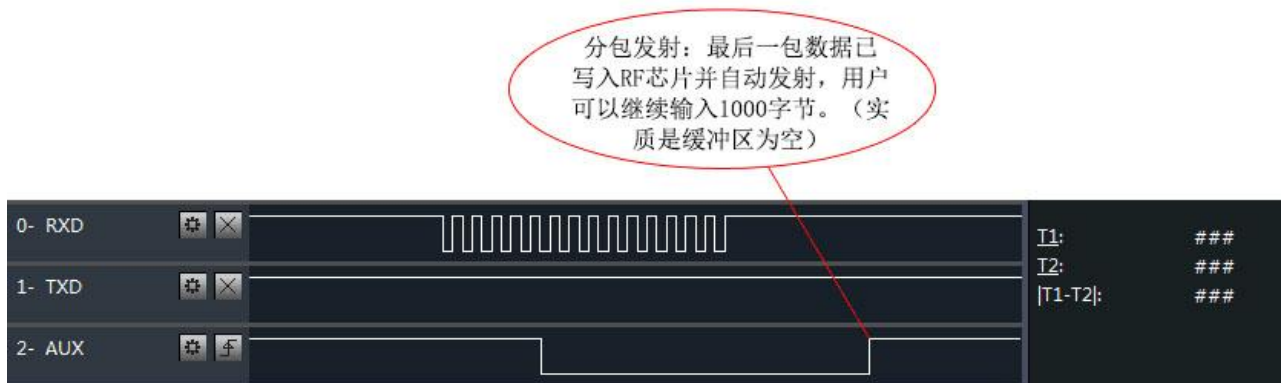 分包发射：最后一包数据已
写入RF芯片并自动发射，用户
可以继续输入1000字节。（实
质是缓冲区为空）
0- RXD
T1: ###
1- TXD
T2: ###
|T1-T2|: ###
2- AUX